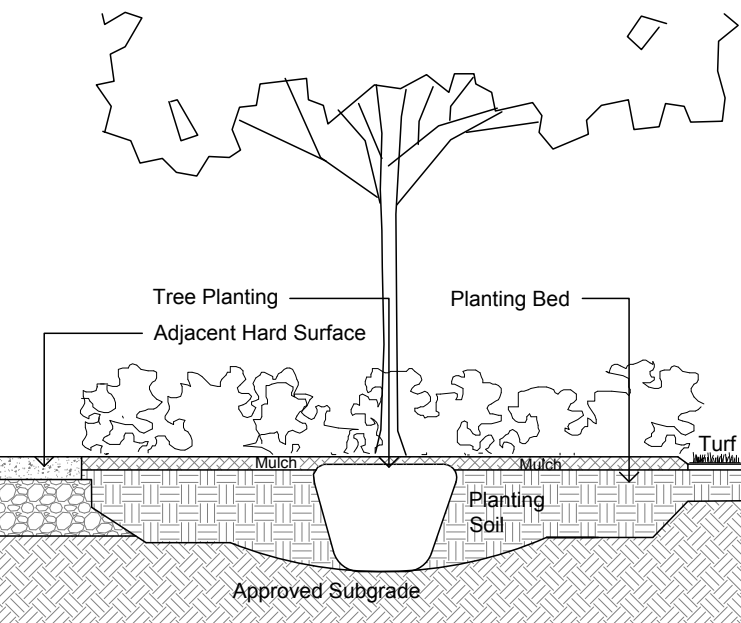 Tree Planting
Planting Bed
Adjacent Hard Surface
Turf
Mulch
Mulch
Planting
Soil
Approved Subgrade